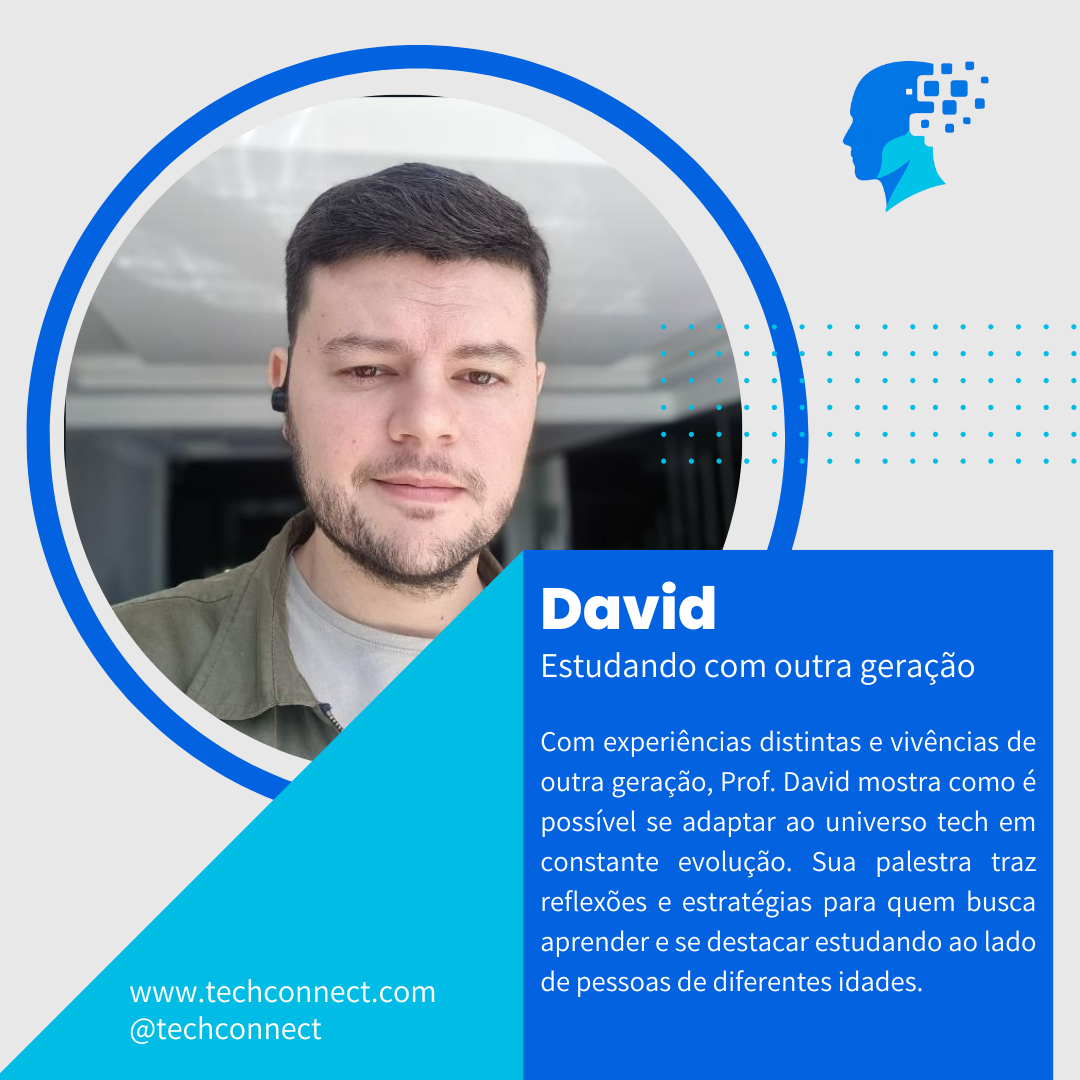 David
Estudando com outra geração
Com experiências distintas e vivências de
outra geração, Prof. David mostra como é
possível se adaptar ao universo tech em
constante evolução. Sua palestra traz
reflexões e estratégias para quem busca
aprender e se destacar estudando ao lado
de pessoas de diferentes idades.
www.techconnect.com
@techconnect